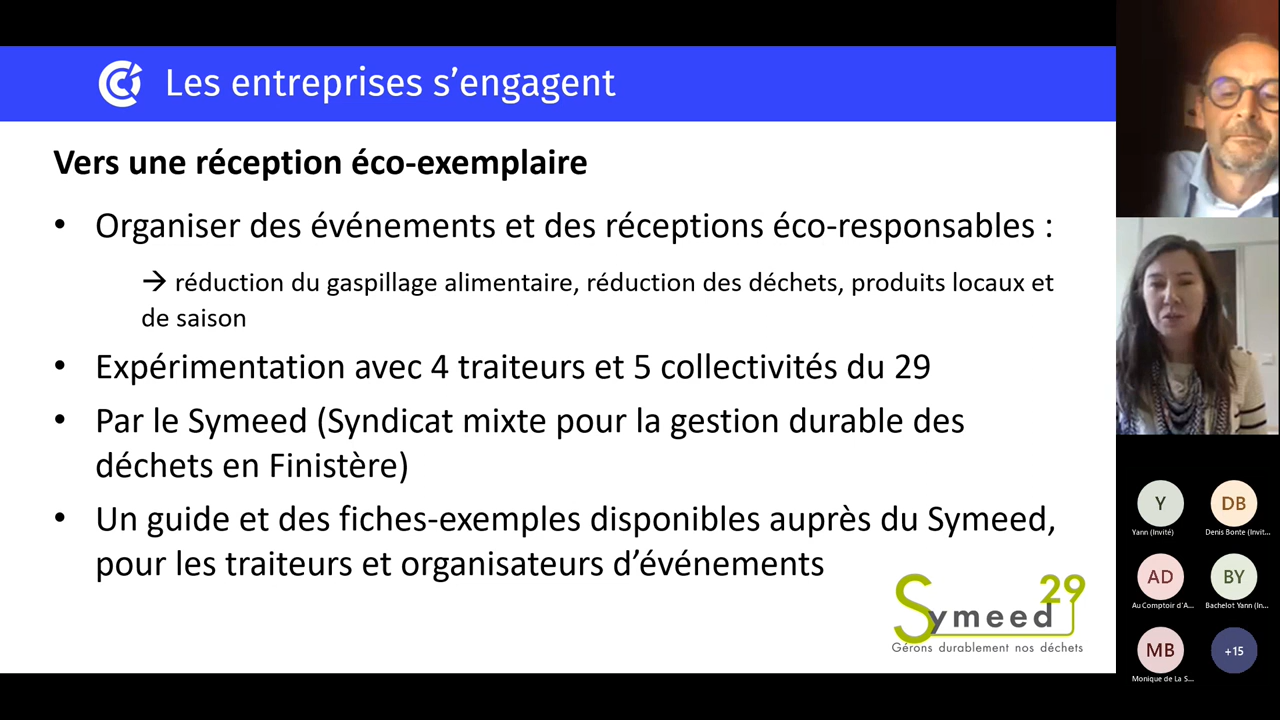 Les entreprises s’engagent
Vers une réception éco-exemplaire
• Organiser des événements et des réceptions éco-responsables :
→ réduction du gaspillage alimentaire, réduction des déchets, produits locaux et
de saison
• Expérimentation avec 4 traiteurs et 5 collectivités du 29
• Par le Symeed (Syndicat mixte pour la gestion durable des
déchets en Finistère)
• Un guide et des fiches-exemples disponibles auprès du Symeed,
pour les traiteurs et organisateurs d’événements
Symeed 29
Gérons durablement nos déchets
Y
Yann (Invité)
DB
Denis Bonte (Invit...
AD
Au Comptoir d'A...
BY
Bachelot Yann (In...
MB
Monique de La S...
+15